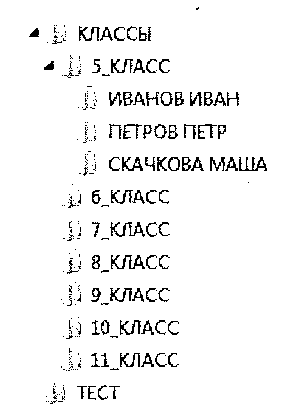 КЛАССЫ
5_КЛАСС
ИВАНОВ ИВАН
ПЕТРОВ ПЕТР
СКАЧКОВА МАША
6_КЛАСС
7_КЛАСС
8_КЛАСС
9_КЛАСС
10_КЛАСС
11_КЛАСС
ТЕСТ